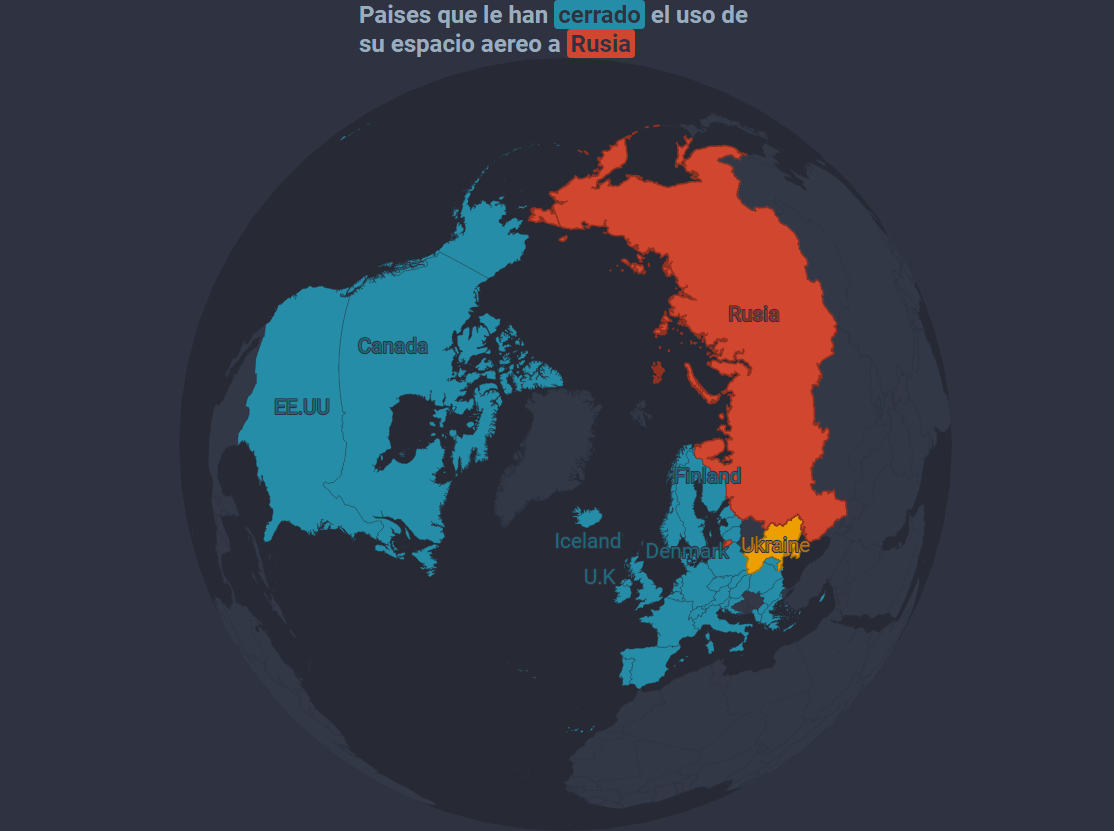 Paises que le han cerrado el uso de
su espacio aereo a Rusia
Rusia
Canada
EE.UU
Finland
Iceland
Denmark
Ukraine
U.K